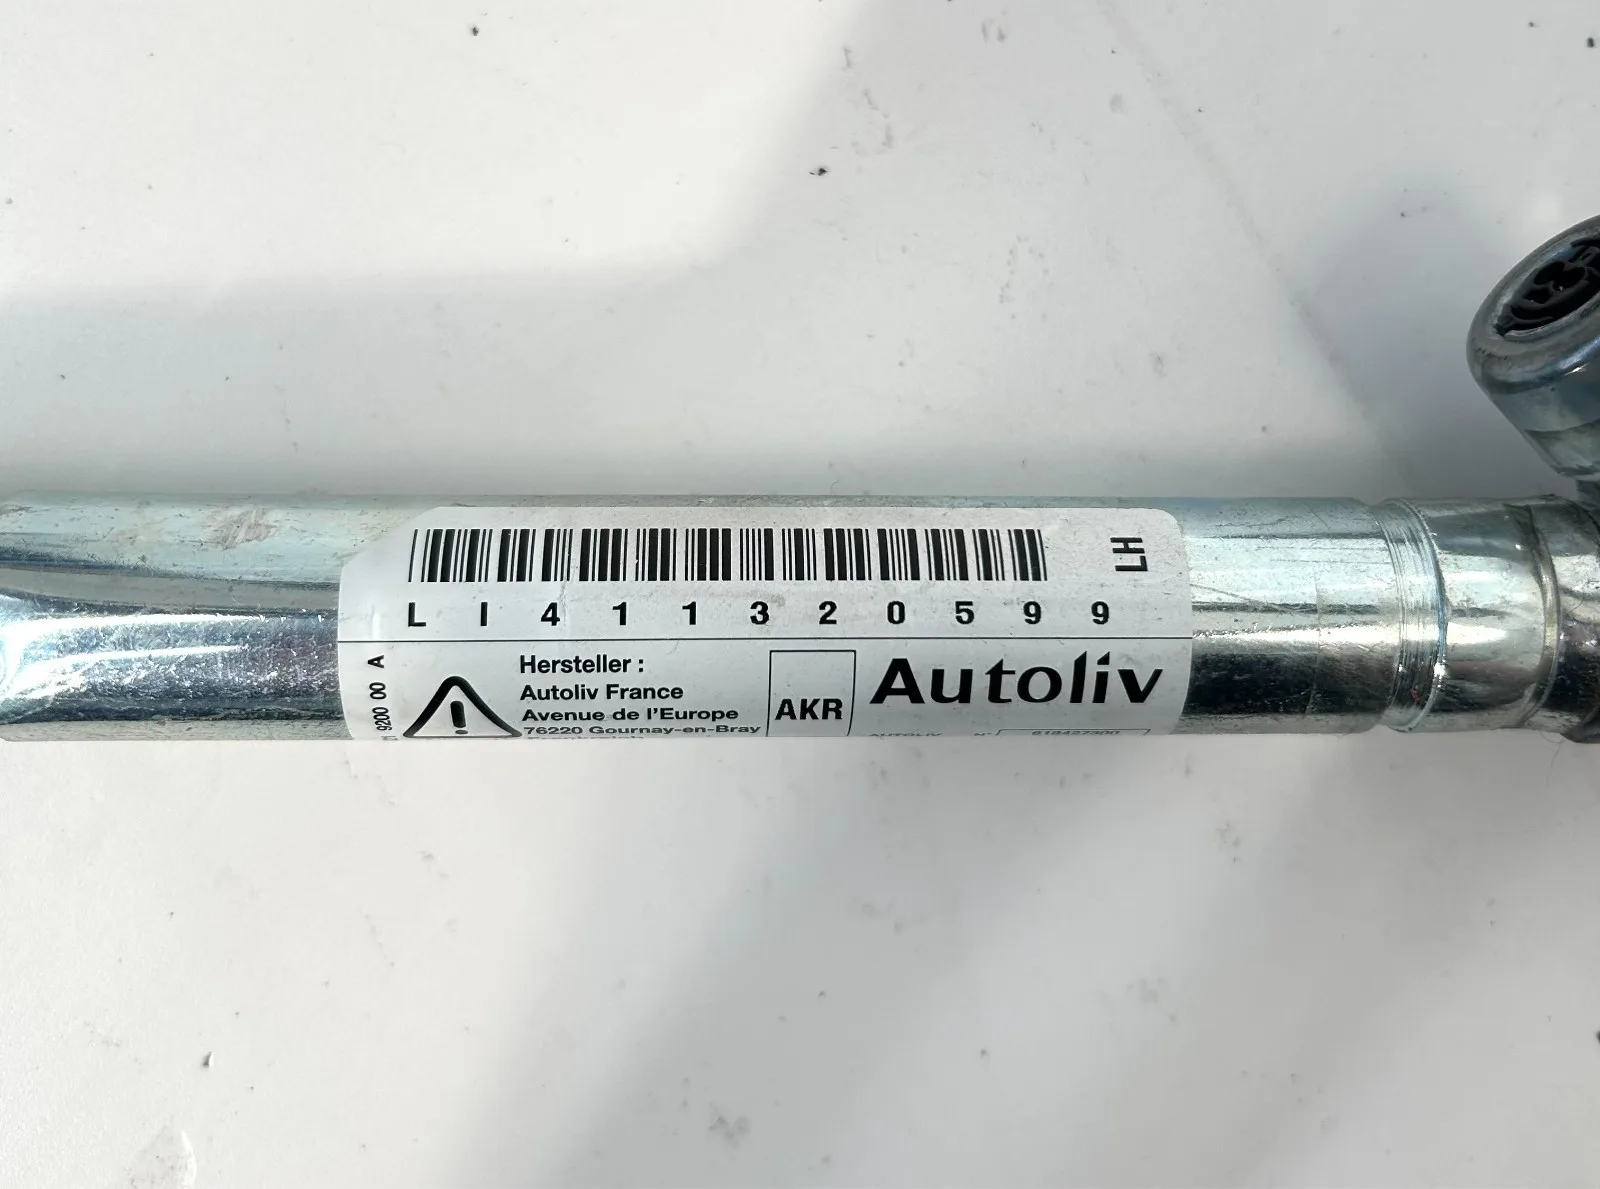 LH
L I 4 1 1 3 2 0 5 9 9
9200 00 A
Hersteller :
Autoliv France
Avenue de l'Europe
76220 Gournay-en-Bray
AKR
Autoliv
AUTOLIV N°